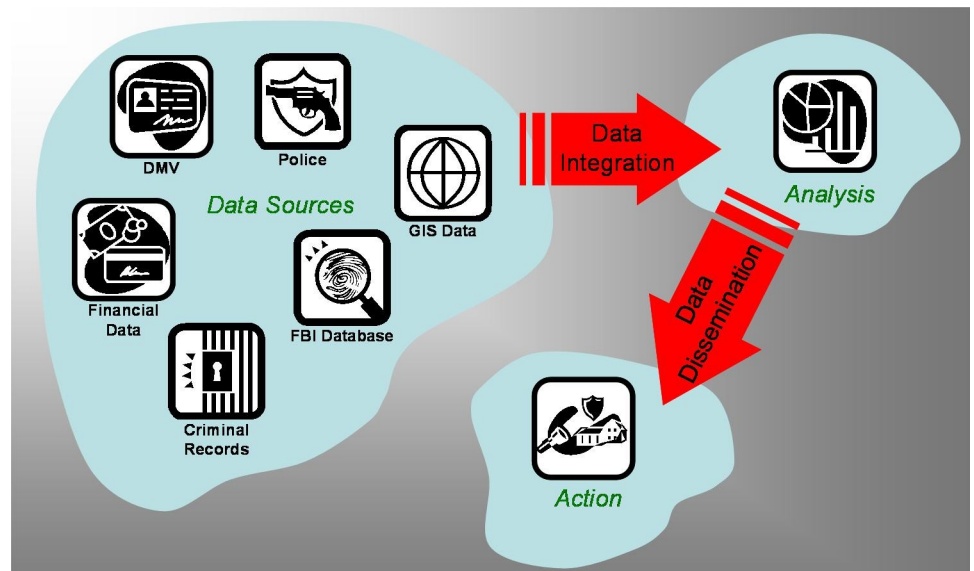 DMV
Police
Data Sources
GIS Data
Financial
Data
FBI Database
Criminal
Records
Data
Integration
Analysis
Data
Dissemination
Action